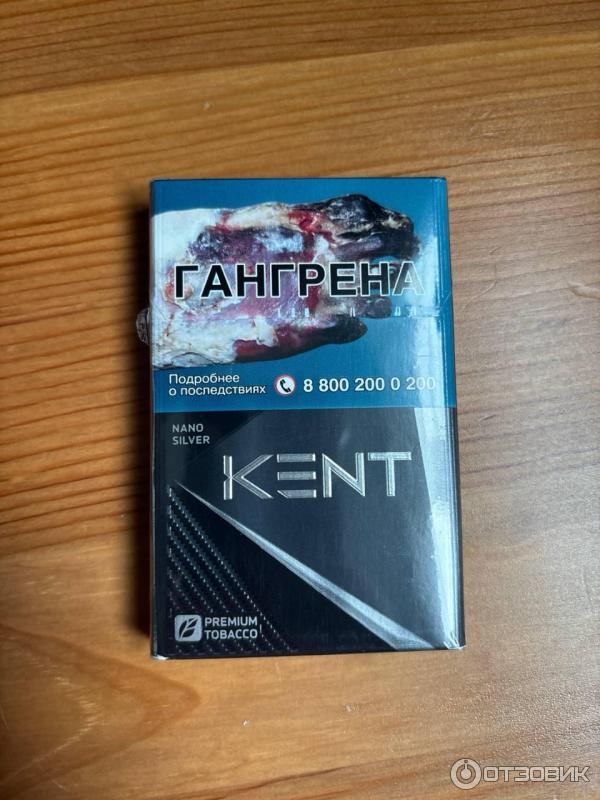 ГАНГРЕНА
Подробнее
о последствиях
8 800 200 0 200
NANO
SILVER
KENT
PREMIUM
TOBACCO
ОТЗОВИК